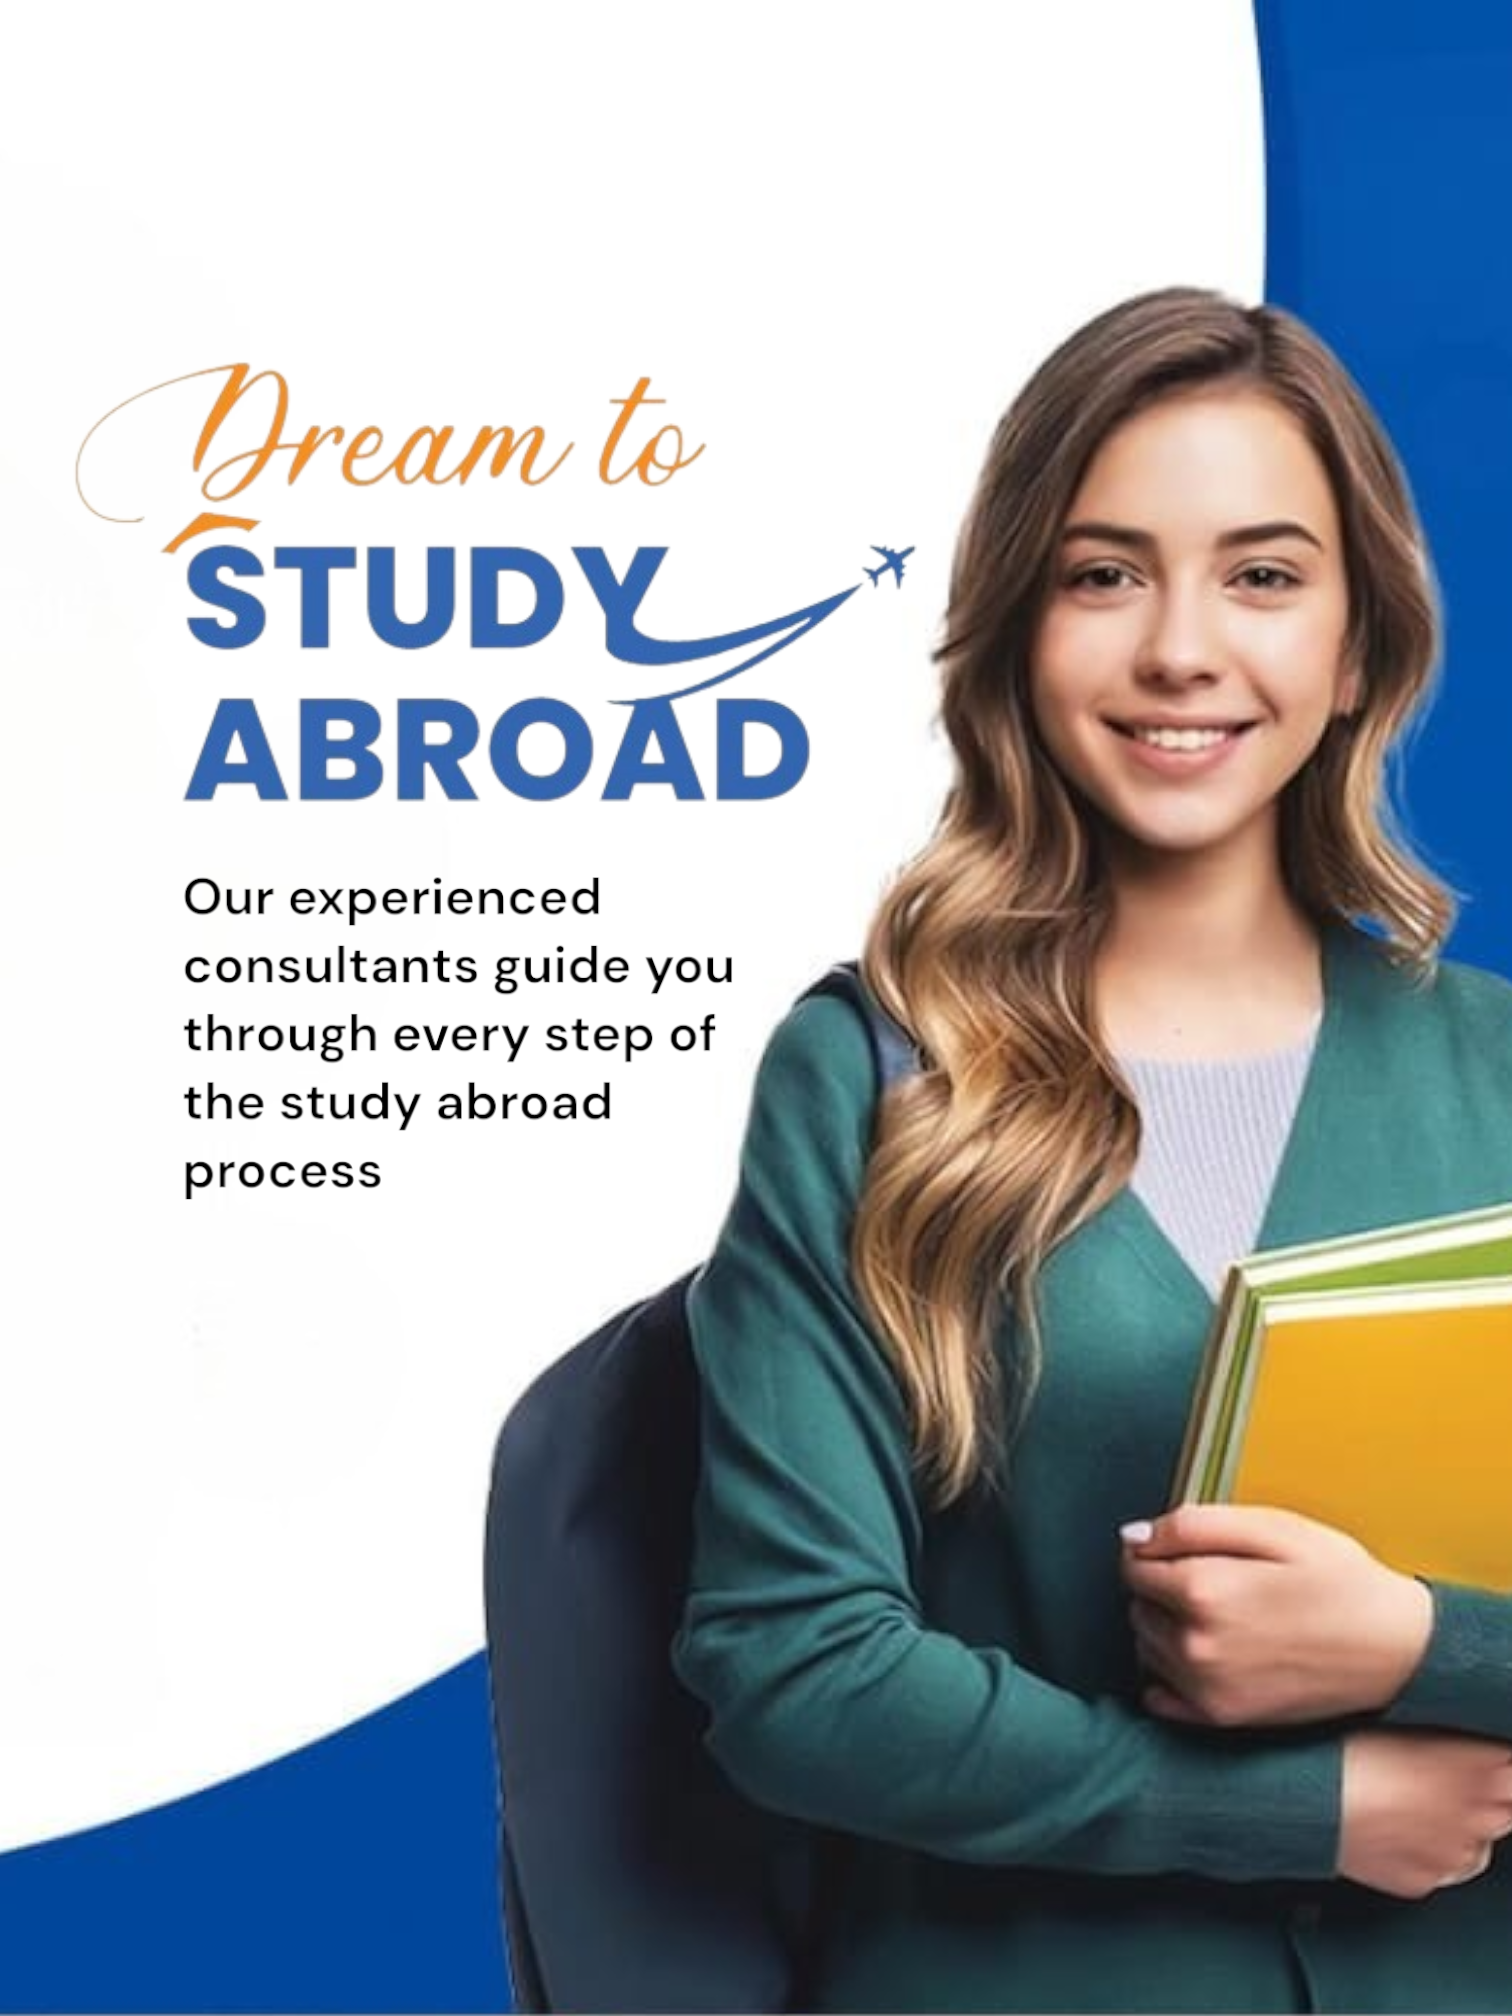 Dream to
STUDY
ABROAD
Our experienced
consultants guide you
through every step of
the study abroad
process